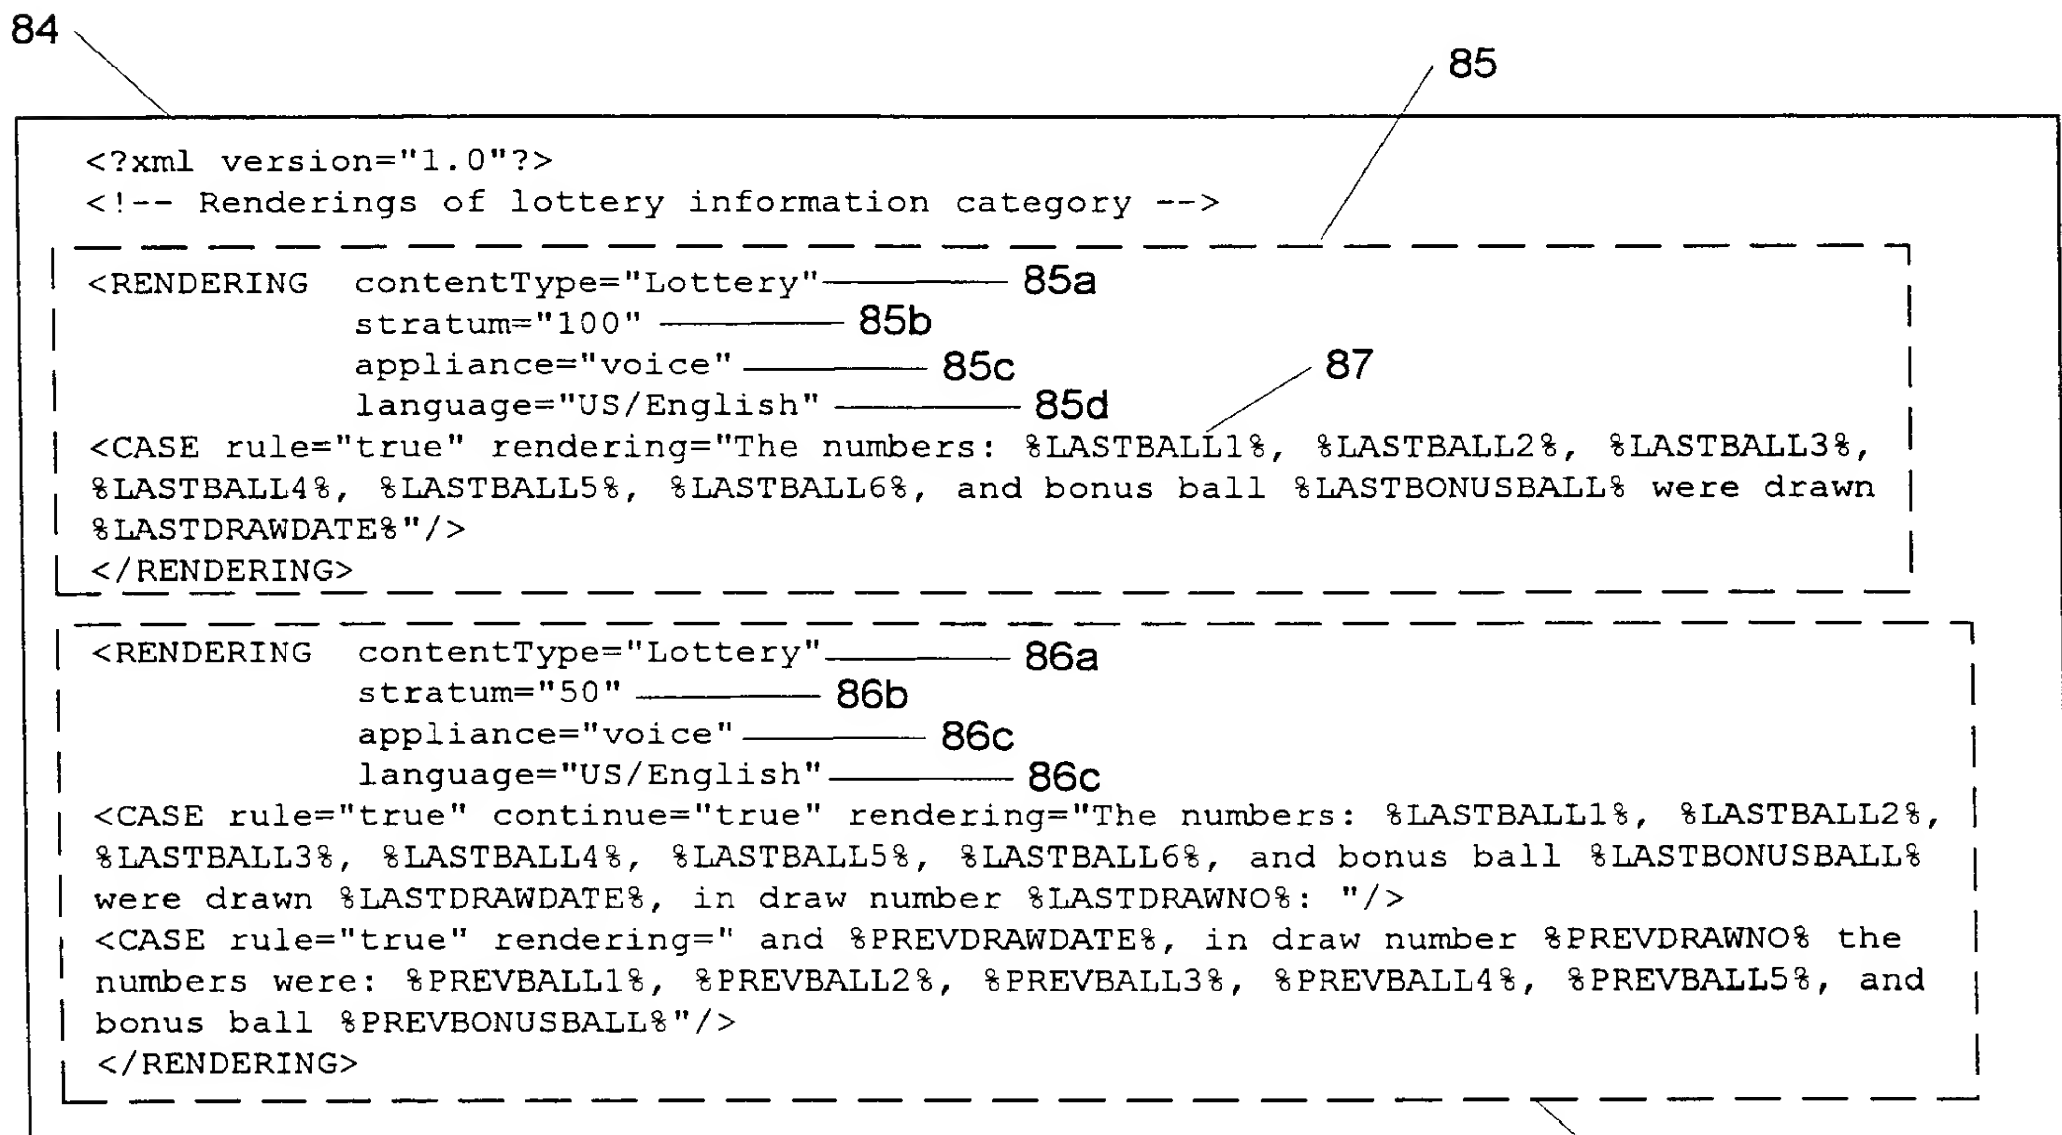 84
85
<?xml version="1.0"?>
<!-- Renderings of lottery information category -->
<RENDERING contentType="Lottery" 85a
stratum="100" 85b
appliance="voice" 85c 87
language="US/English" 85d
<CASE rule="true" rendering="The numbers: %LASTBALL1%, %LASTBALL2%, %LASTBALL3%,
%LASTBALL4%, %LASTBALL5%, %LASTBALL6%, and bonus ball %LASTBONUSBALL% were drawn
%LASTDRAWDATE%"/>
</RENDERING>
<RENDERING contentType="Lottery" 86a
stratum="50" 86b
appliance="voice" 86c
language="US/English" 86c
<CASE rule="true" continue="true" rendering="The numbers: %LASTBALL1%, %LASTBALL2%,
%LASTBALL3%, %LASTBALL4%, %LASTBALL5%, %LASTBALL6%, and bonus ball %LASTBONUSBALL%
were drawn %LASTDRAWDATE%, in draw number %LASTDRAWNO%: "/>
<CASE rule="true" rendering=" and %PREVDRAWDATE%, in draw number %PREVDRAWNO% the
numbers were: %PREVBALL1%, %PREVBALL2%, %PREVBALL3%, %PREVBALL4%, %PREVBALL5%, and
bonus ball %PREVBONUSBALL%"/>
</RENDERING>